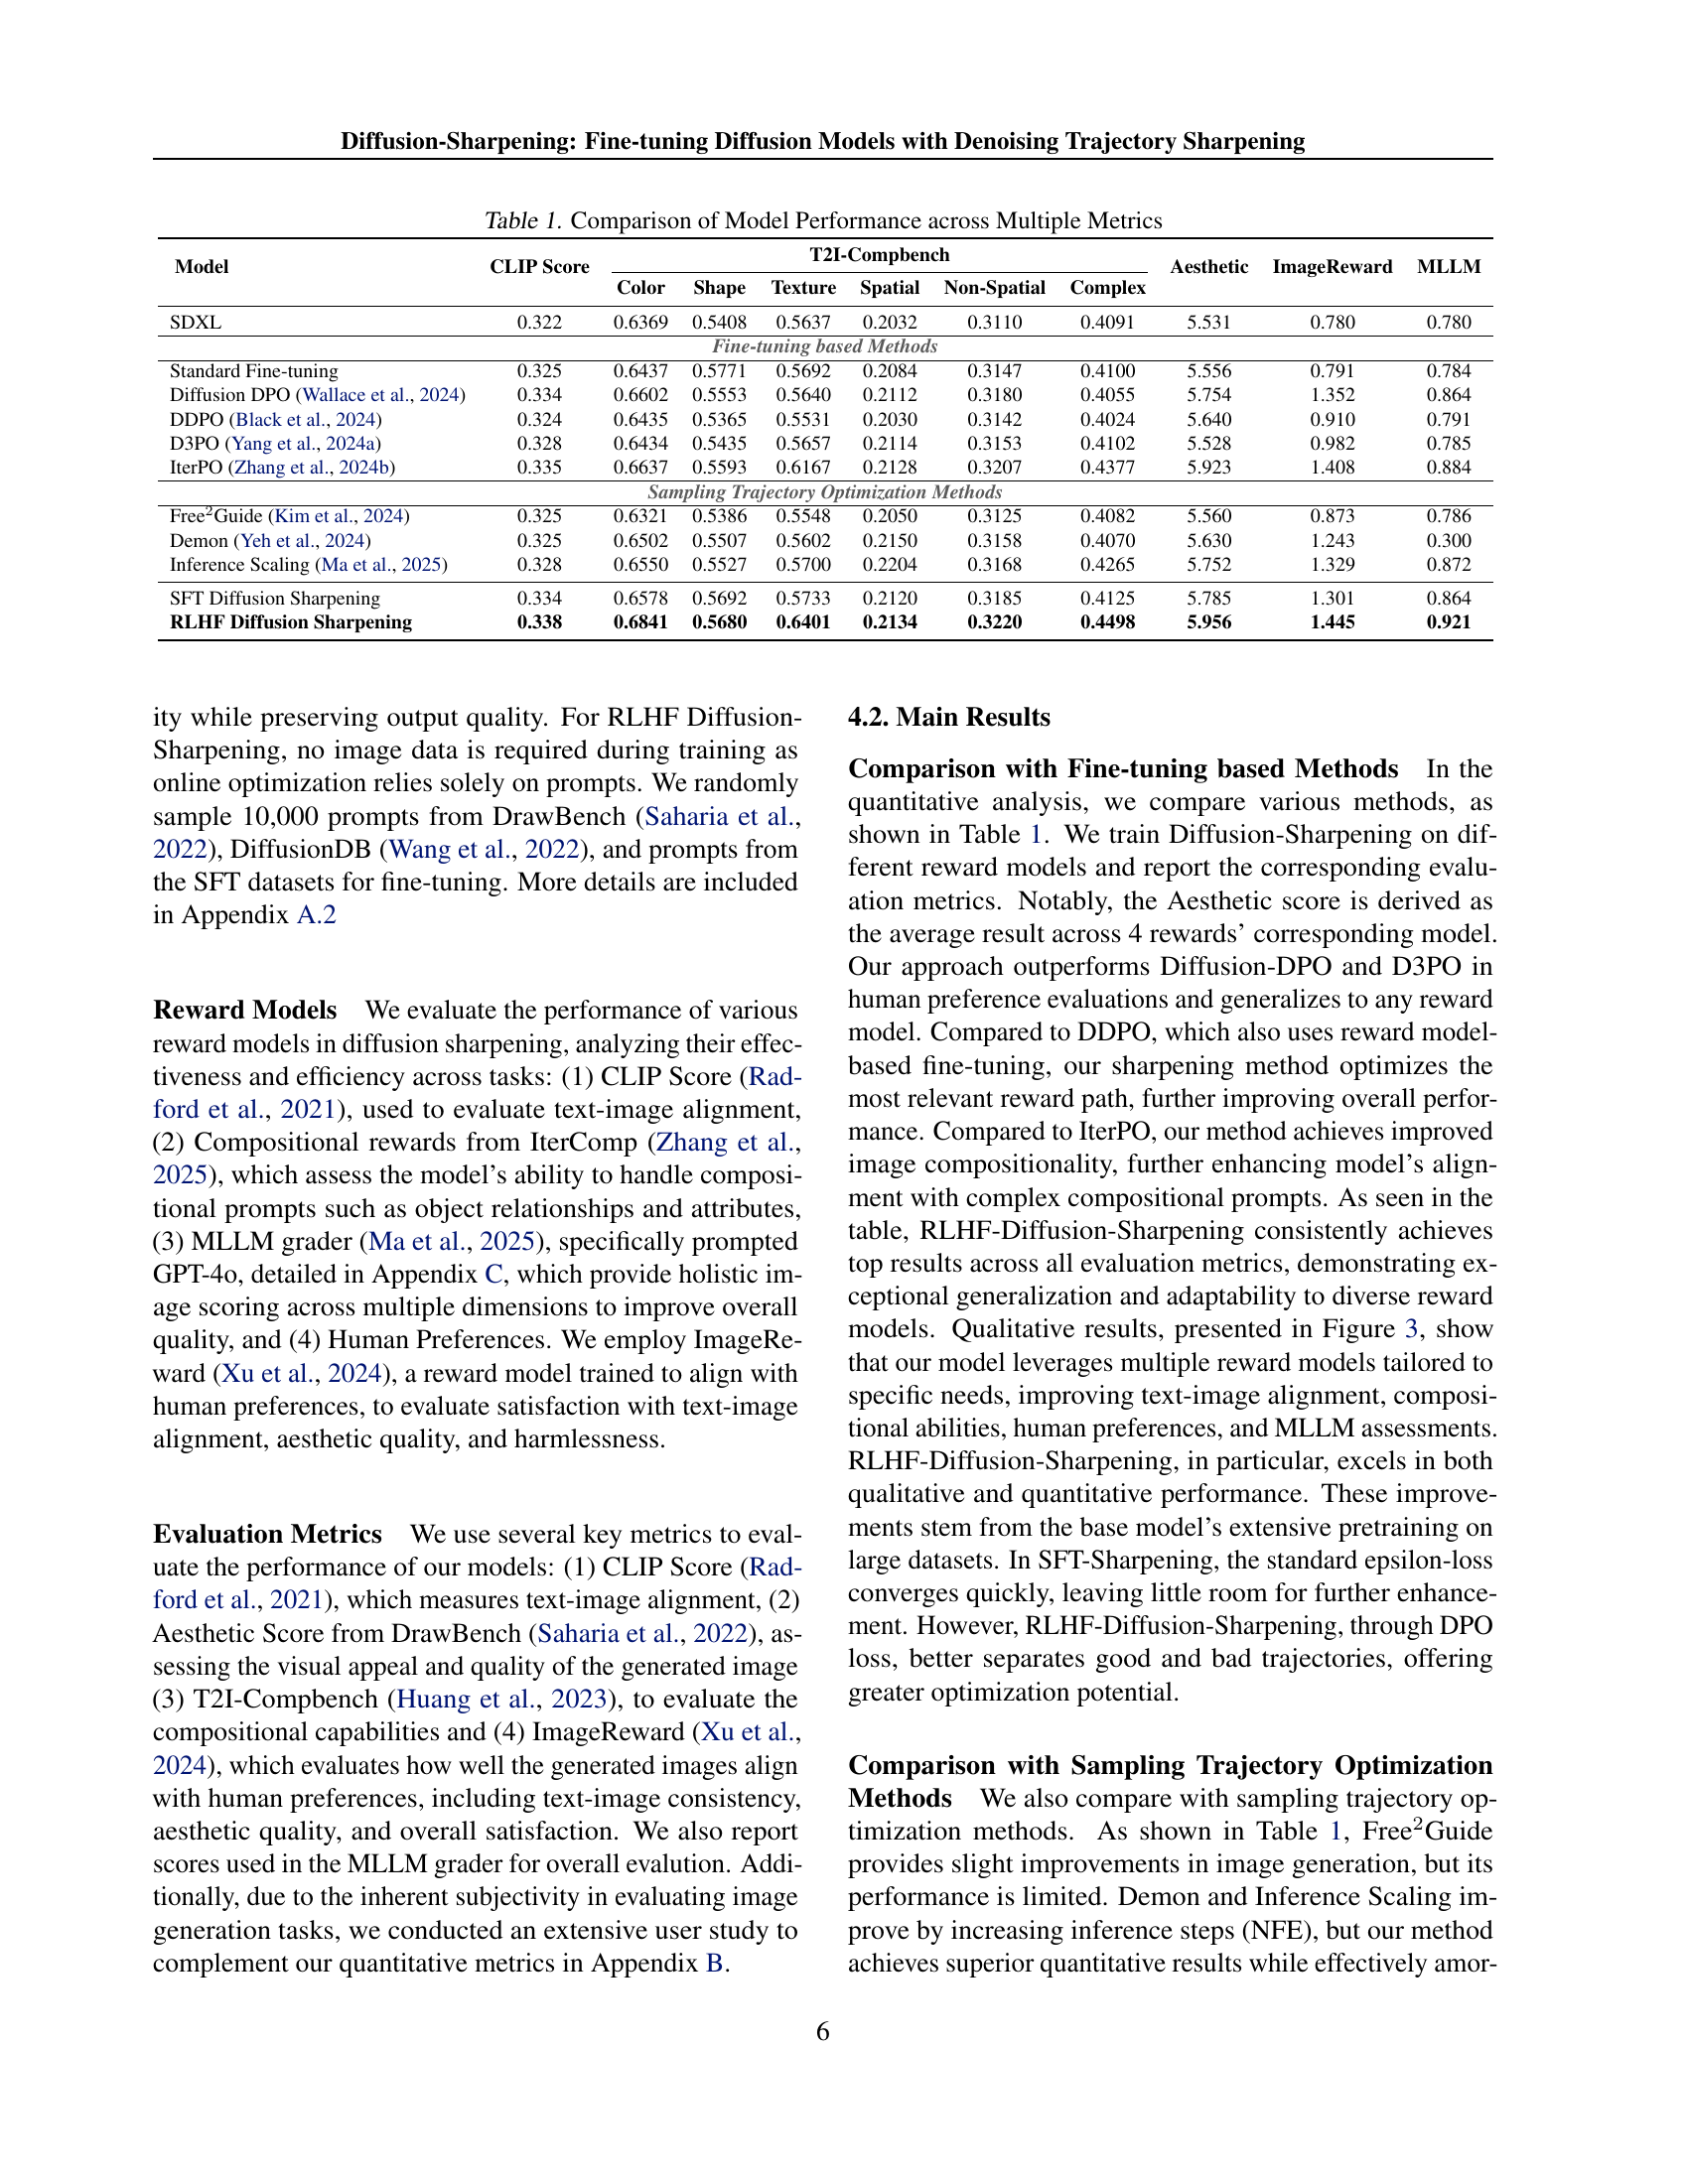 Diffusion-Sharpening: Fine-tuning Diffusion Models with Denoising Trajectory Sharpening
Table 1. Comparison of Model Performance across Multiple Metrics
Model CLIP Score T2I-Compbench Aesthetic ImageReward MLLM
Color Shape Texture Spatial Non-Spatial Complex
SDXL 0.322 0.6369 0.5408 0.5637 0.2032 0.3110 0.4091 5.531 0.780 0.780
Fine-tuning based Methods
Standard Fine-tuning 0.325 0.6437 0.5771 0.5692 0.2084 0.3147 0.4100 5.556 0.791 0.784
Diffusion DPO (Wallace et al., 2024) 0.334 0.6602 0.5553 0.5640 0.2112 0.3180 0.4055 5.754 1.352 0.864
DDPO (Black et al., 2024) 0.324 0.6435 0.5365 0.5531 0.2030 0.3142 0.4024 5.640 0.910 0.791
D3PO (Yang et al., 2024a) 0.328 0.6434 0.5435 0.5657 0.2114 0.3153 0.4102 5.528 0.982 0.785
IterPO (Zhang et al., 2024b) 0.335 0.6637 0.5593 0.6167 0.2128 0.3207 0.4377 5.923 1.408 0.884
Sampling Trajectory Optimization Methods
Free²Guide (Kim et al., 2024) 0.325 0.6321 0.5386 0.5548 0.2050 0.3125 0.4082 5.560 0.873 0.786
Demon (Yeh et al., 2024) 0.325 0.6502 0.5507 0.5602 0.2150 0.3158 0.4070 5.630 1.243 0.300
Inference Scaling (Ma et al., 2025) 0.328 0.6550 0.5527 0.5700 0.2204 0.3168 0.4265 5.752 1.329 0.872
SFT Diffusion Sharpening 0.334 0.6578 0.5692 0.5733 0.2120 0.3185 0.4125 5.785 1.301 0.864
RLHF Diffusion Sharpening 0.338 0.6841 0.5680 0.6401 0.2134 0.3220 0.4498 5.956 1.445 0.921
ity while preserving output quality. For RLHF Diffusion-
Sharpening, no image data is required during training as
online optimization relies solely on prompts. We randomly
sample 10,000 prompts from DrawBench (Saharia et al.,
2022), DiffusionDB (Wang et al., 2022), and prompts from
the SFT datasets for fine-tuning. More details are included
in Appendix A.2
Reward Models We evaluate the performance of various
reward models in diffusion sharpening, analyzing their effec-
tiveness and efficiency across tasks: (1) CLIP Score (Rad-
ford et al., 2021), used to evaluate text-image alignment,
(2) Compositional rewards from IterComp (Zhang et al.,
2025), which assess the model's ability to handle composi-
tional prompts such as object relationships and attributes,
(3) MLLM grader (Ma et al., 2025), specifically prompted
GPT-4o, detailed in Appendix C, which provide holistic im-
age scoring across multiple dimensions to improve overall
quality, and (4) Human Preferences. We employ ImageRe-
ward (Xu et al., 2024), a reward model trained to align with
human preferences, to evaluate satisfaction with text-image
alignment, aesthetic quality, and harmlessness.
Evaluation Metrics We use several key metrics to eval-
uate the performance of our models: (1) CLIP Score (Rad-
ford et al., 2021), which measures text-image alignment, (2)
Aesthetic Score from DrawBench (Saharia et al., 2022), as-
sessing the visual appeal and quality of the generated image
(3) T2I-Compbench (Huang et al., 2023), to evaluate the
compositional capabilities and (4) ImageReward (Xu et al.,
2024), which evaluates how well the generated images align
with human preferences, including text-image consistency,
aesthetic quality, and overall satisfaction. We also report
scores used in the MLLM grader for overall evalution. Addi-
tionally, due to the inherent subjectivity in evaluating image
generation tasks, we conducted an extensive user study to
complement our quantitative metrics in Appendix B.
4.2. Main Results
Comparison with Fine-tuning based Methods In the
quantitative analysis, we compare various methods, as
shown in Table 1. We train Diffusion-Sharpening on dif-
ferent reward models and report the corresponding evalu-
ation metrics. Notably, the Aesthetic score is derived as
the average result across 4 rewards' corresponding model.
Our approach outperforms Diffusion-DPO and D3PO in
human preference evaluations and generalizes to any reward
model. Compared to DDPO, which also uses reward model-
based fine-tuning, our sharpening method optimizes the
most relevant reward path, further improving overall perfor-
mance. Compared to IterPO, our method achieves improved
image compositionality, further enhancing model's align-
ment with complex compositional prompts. As seen in the
table, RLHF-Diffusion-Sharpening consistently achieves
top results across all evaluation metrics, demonstrating ex-
ceptional generalization and adaptability to diverse reward
models. Qualitative results, presented in Figure 3, show
that our model leverages multiple reward models tailored to
specific needs, improving text-image alignment, composi-
tional abilities, human preferences, and MLLM assessments.
RLHF-Diffusion-Sharpening, in particular, excels in both
qualitative and quantitative performance. These improve-
ments stem from the base model's extensive pretraining on
large datasets. In SFT-Sharpening, the standard epsilon-loss
converges quickly, leaving little room for further enhance-
ment. However, RLHF-Diffusion-Sharpening, through DPO
loss, better separates good and bad trajectories, offering
greater optimization potential.
Comparison with Sampling Trajectory Optimization
Methods We also compare with sampling trajectory op-
timization methods. As shown in Table 1, Free²Guide
provides slight improvements in image generation, but its
performance is limited. Demon and Inference Scaling im-
prove by increasing inference steps (NFE), but our method
achieves superior quantitative results while effectively amor-
6